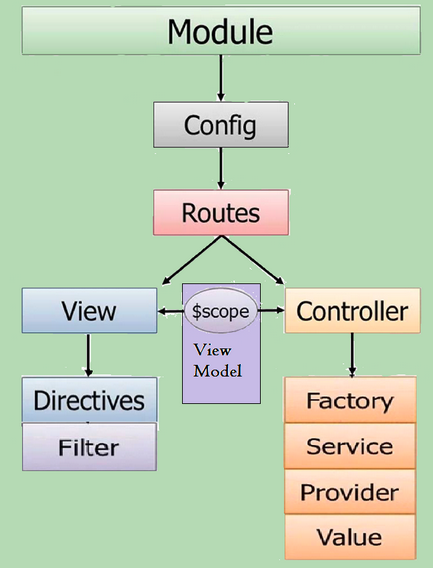 Module
Config
Routes
View
$scope
Controller
View
Model
Directives
Filter
Factory
Service
Provider
Value